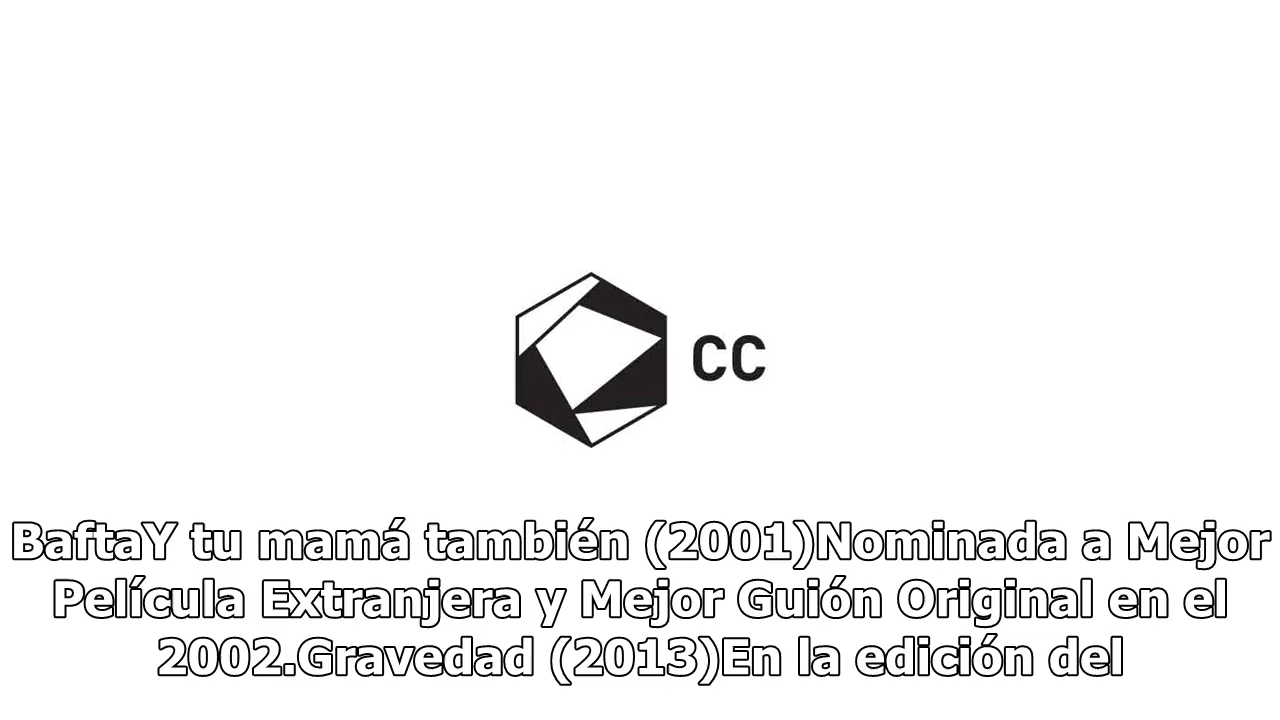 CC
BaftaY tu mamá también (2001)Nominada a Mejor
Película Extranjera y Mejor Guión Original en el
2002.Gravedad (2013)En la edición del